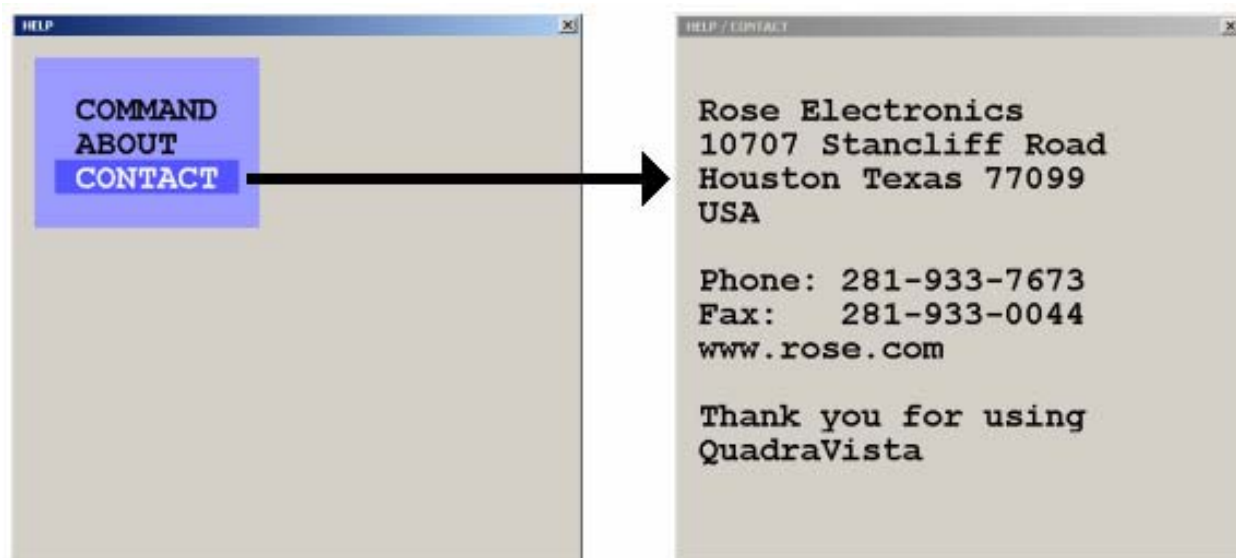 HELP
COMMAND
ABOUT
CONTACT
HELP / CONTACT
Rose Electronics
10707 Stancliff Road
Houston Texas 77099
USA
Phone: 281-933-7673
Fax: 281-933-0044
www.rose.com
Thank you for using
QuadraVista